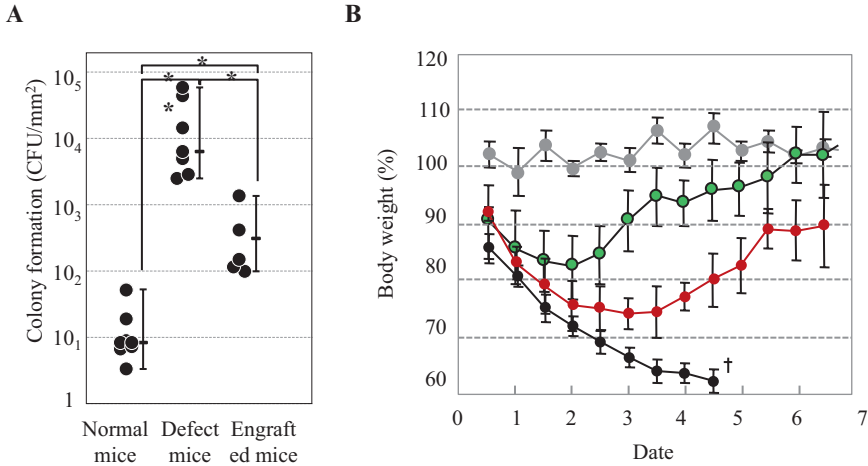 A
Colony formation (CFU/mm²)
10⁵
10⁴
10³
10²
10¹
1
* * * *
Normal mice
Defect mice
Engraft ed mice
B
Body weight (%)
120
110
100
90
80
70
60
†
0 1 2 3 4 5 6 7
Date